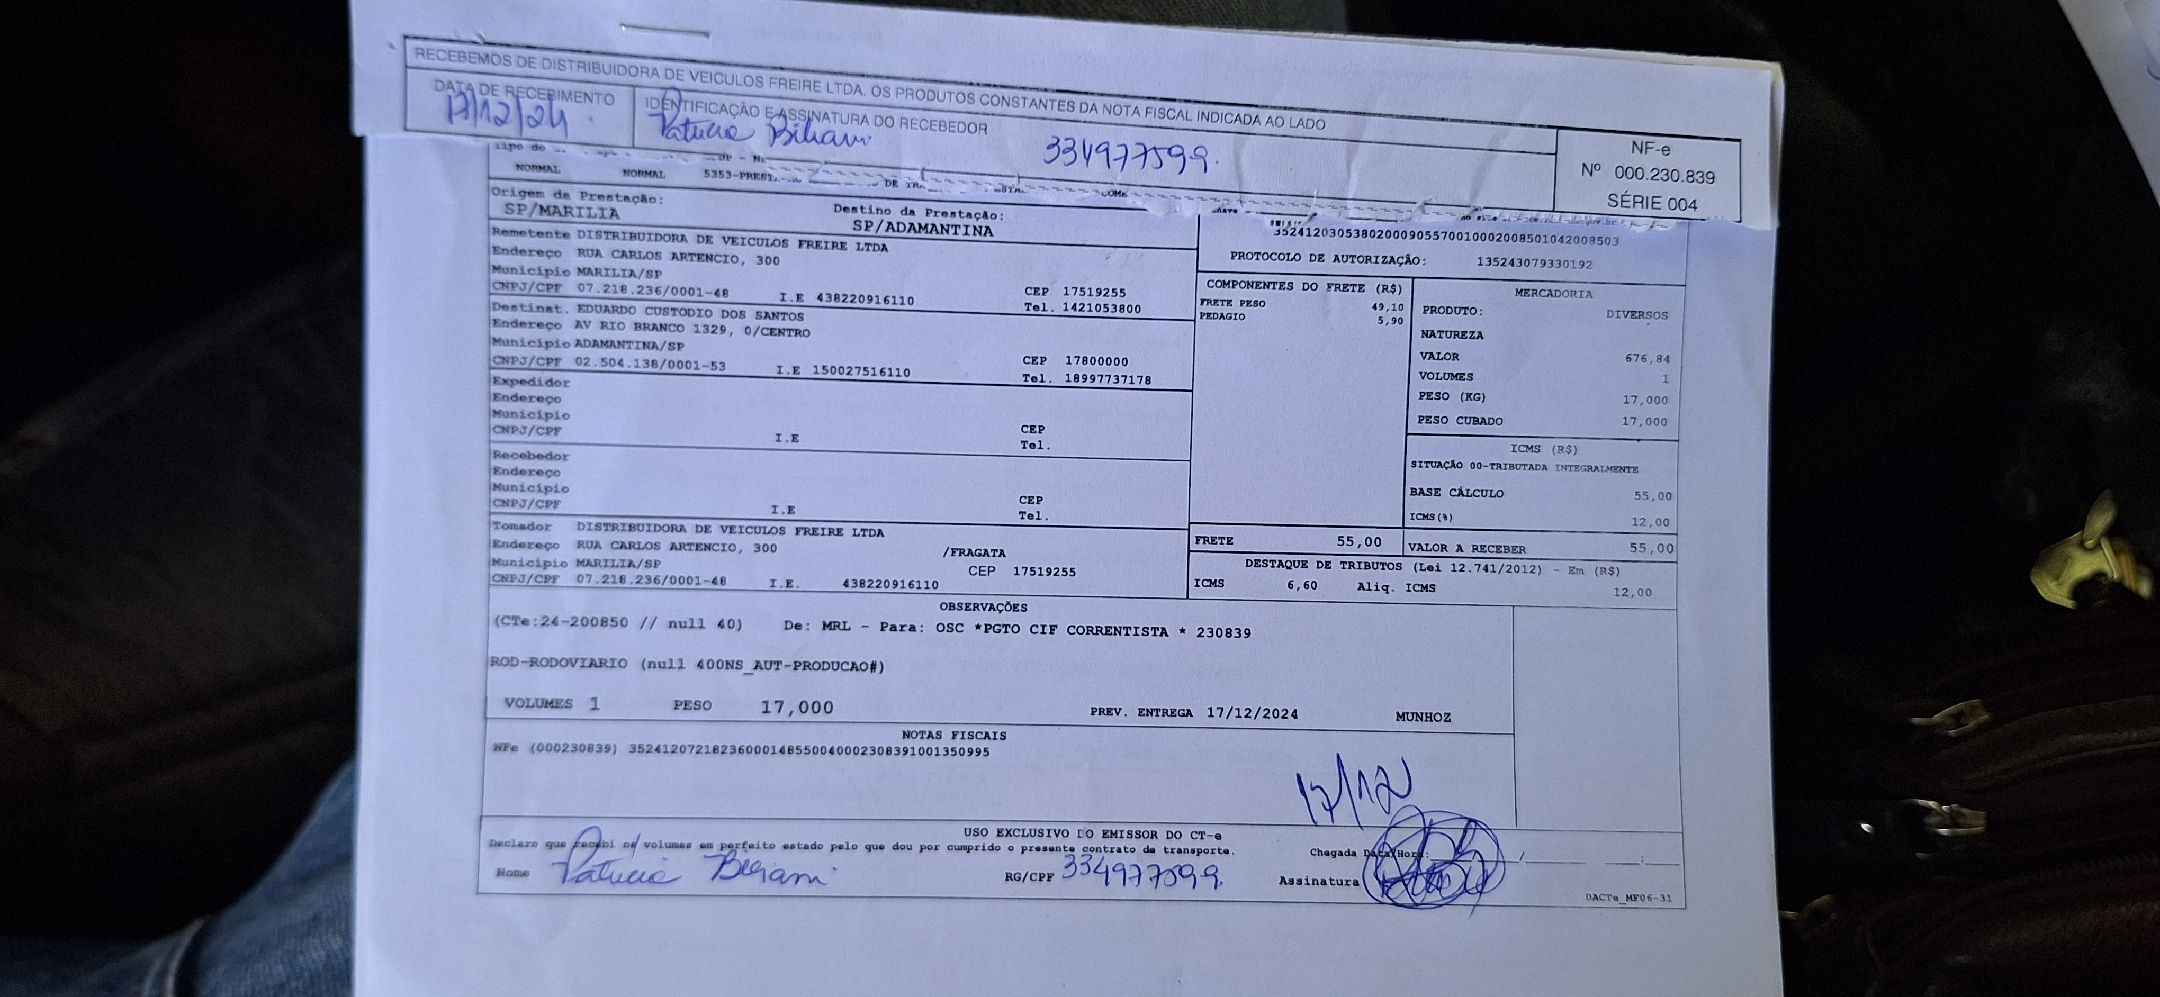 RECEBEMOS DE DISTRIBUIDORA DE VEICULOS FREIRE LTDA. OS PRODUTOS CONSTANTES DA NOTA FISCAL INDICADA AO LADO
DATA DE RECEBIMENTO
17/12/24
IDENTIFICAÇÃO E ASSINATURA DO RECEBEDOR
334977599
NF-e
Nº 000.230.839
SÉRIE 004
NORMAL NORMAL 5353-PREST
Origem da Prestação:
SP/MARILIA
Destino da Prestação:
SP/ADAMANTINA
35241203053802000905570010002008501042008503
PROTOCOLO DE AUTORIZAÇÃO: 135243079330192
Remetente DISTRIBUIDORA DE VEICULOS FREIRE LTDA
Endereço RUA CARLOS ARTENCIO, 300
Município MARILIA/SP
CEP 17519255
CNPJ/CPF 07.218.236/0001-48 I.E 438220916110
Tel. 1421053800
Destinat. EDUARDO CUSTODIO DOS SANTOS
Endereço AV RIO BRANCO 1329, 0/CENTRO
Município ADAMANTINA/SP
CEP 17800000
CNPJ/CPF 02.504.138/0001-53 I.E 150027516110
Tel. 18997737178
Expedidor
Endereço
Município
CNPJ/CPF I.E CEP
Tel.
Recebedor
Endereço
Município
CNPJ/CPF I.E CEP
Tel.
Tomador DISTRIBUIDORA DE VEICULOS FREIRE LTDA
Endereço RUA CARLOS ARTENCIO, 300 /FRAGATA
Município MARILIA/SP CEP 17519255
CNPJ/CPF 07.218.236/0001-48 I.E. 438220916110
COMPONENTES DO FRETE (R$)
FRETE PESO 49,10
PEDAGIO 5,90
MERCADORIA
PRODUTO: DIVERSOS
NATUREZA
VALOR 676,84
VOLUMES 1
PESO (KG) 17,000
PESO CUBADO 17,000
ICMS (R$)
SITUAÇÃO 00-TRIBUTADA INTEGRALMENTE
BASE CÁLCULO 55,00
ICMS(%) 12,00
FRETE 55,00
VALOR A RECEBER 55,00
DESTAQUE DE TRIBUTOS (Lei 12.741/2012) - Em (R$)
ICMS 6,60 Aliq. ICMS 12,00
OBSERVAÇÕES
(CTe:24-200850 // null 40) De: MRL - Para: OSC *PGTO CIF CORRENTISTA * 230839
ROD-RODOVIARIO (null 400NS_AUT-PRODUCAO#)
VOLUMES 1 PESO 17,000 PREV. ENTREGA 17/12/2024 MUNHOZ
NOTAS FISCAIS
NFe (000230839) 35241207218236000148550040002308391001350995
17/12
USO EXCLUSIVO DO EMISSOR DO CT-e
Declaro que recebi os volumes em perfeito estado pelo que dou por cumprido o presente contrato de transporte.
Chegada Data/Hora: / :
Nome
RG/CPF 334977599
Assinatura
DACTe_MF06-31